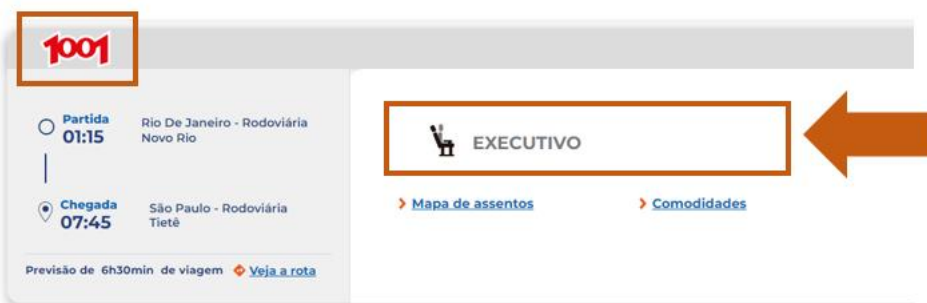 1001
Partida
01:15
Rio De Janeiro - Rodoviária
Novo Rio
Chegada
07:45
São Paulo - Rodoviária
Tietê
Previsão de 6h30min de viagem Veja a rota
EXECUTIVO
Mapa de assentos
Comodidades